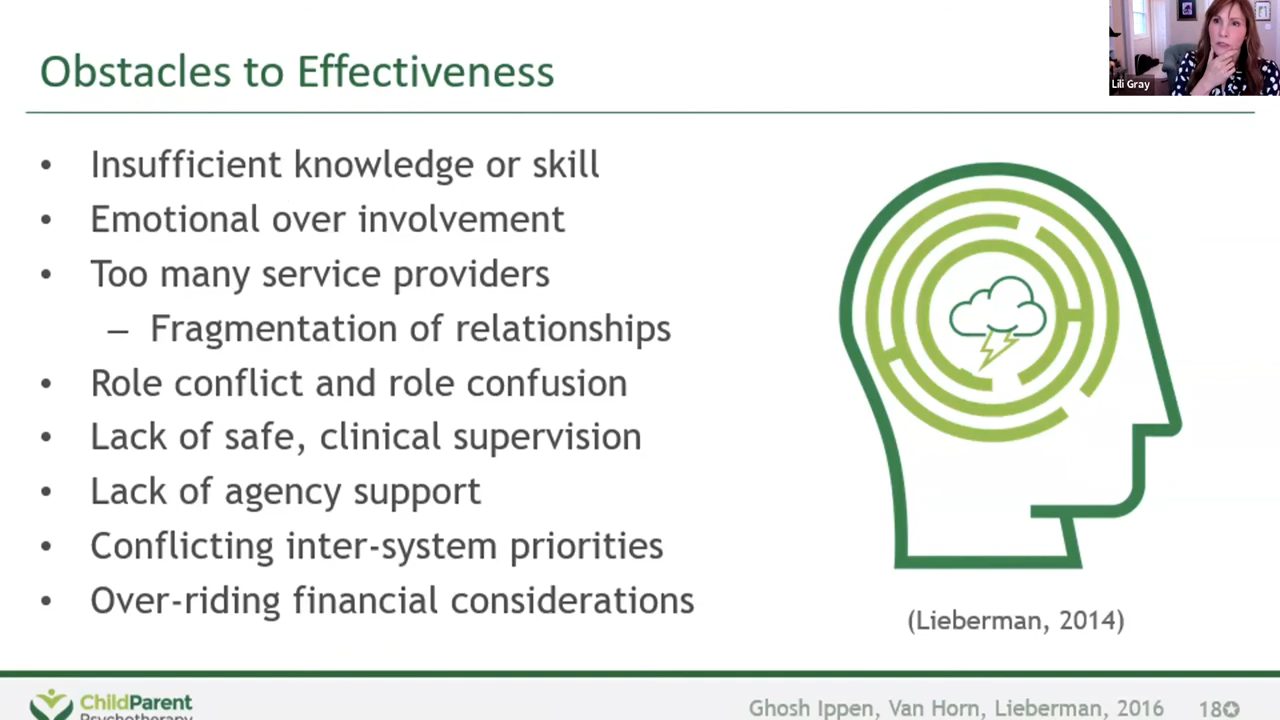 Obstacles to Effectiveness
Lili Gray
• Insufficient knowledge or skill
• Emotional over involvement
• Too many service providers
– Fragmentation of relationships
• Role conflict and role confusion
• Lack of safe, clinical supervision
• Lack of agency support
• Conflicting inter-system priorities
• Over-riding financial considerations
(Lieberman, 2014)
ChildParent
Psychotherapy
Ghosh Ippen, Van Horn, Lieberman, 2016
18